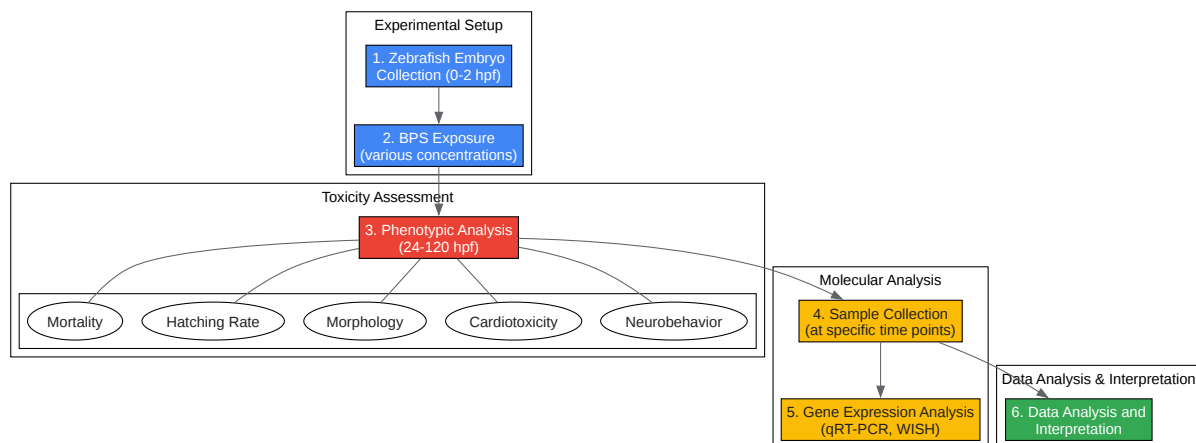 Experimental Setup
1. Zebrafish Embryo
Collection (0-2 hpf)
2. BPS Exposure
(various concentrations)
Toxicity Assessment
3. Phenotypic Analysis
(24-120 hpf)
Mortality
Hatching Rate
Morphology
Cardiotoxicity
Neurobehavior
Molecular Analysis
4. Sample Collection
(at specific time points)
5. Gene Expression Analysis
(qRT-PCR, WISH)
Data Analysis & Interpretation
6. Data Analysis and
Interpretation